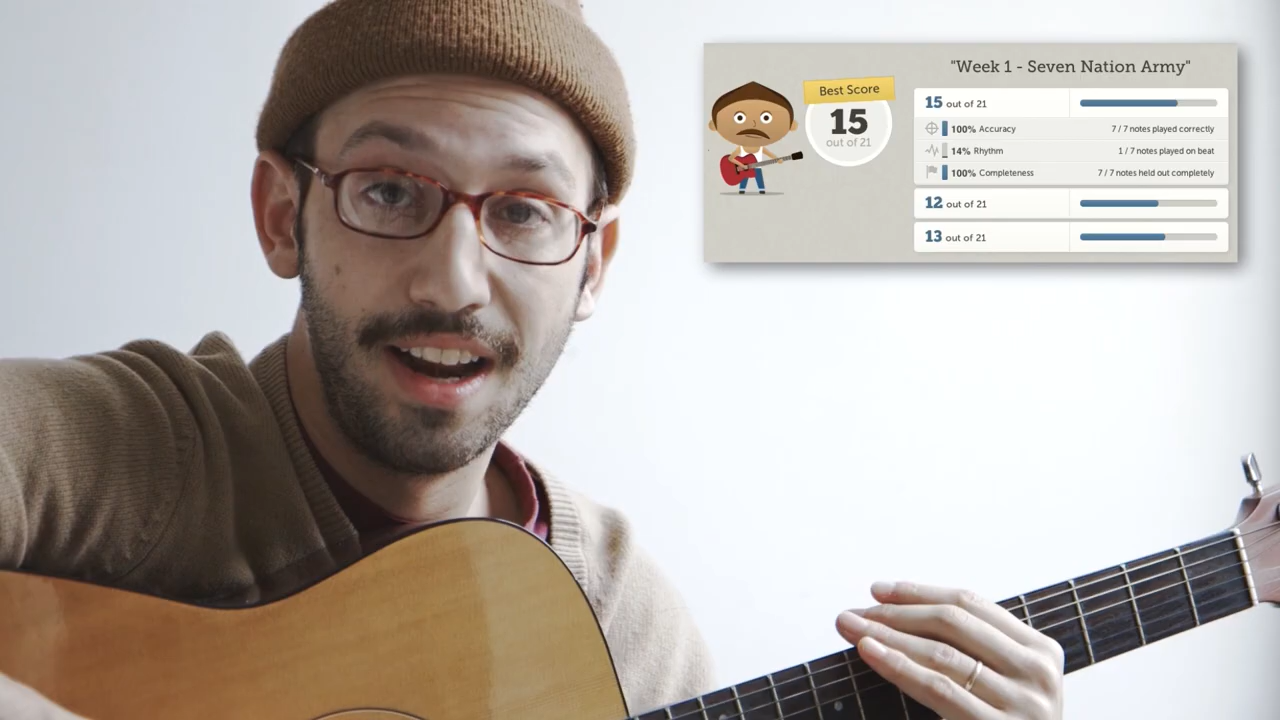 "Week 1 - Seven Nation Army"
Best Score
15
out of 21
15 out of 21
100% Accuracy 7 / 7 notes played correctly
14% Rhythm 1 / 7 notes played on beat
100% Completeness 7 / 7 notes held out completely
12 out of 21
13 out of 21